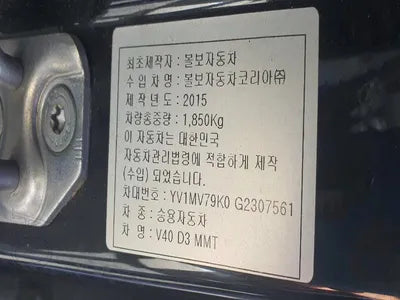 최초제작자 : 볼보자동차
수 입 차 명 : 볼보자동차코리아㈜
제 작 년 도 : 2015
차량총중량 : 1,850Kg
이 자동차는 대한민국
자동차관리법령에 적합하게 제작
(수입) 되었습니다.
차대번호 : YV1MV79K0 G2307561
차 종 : 승용자동차
차 명 : V40 D3 MMT